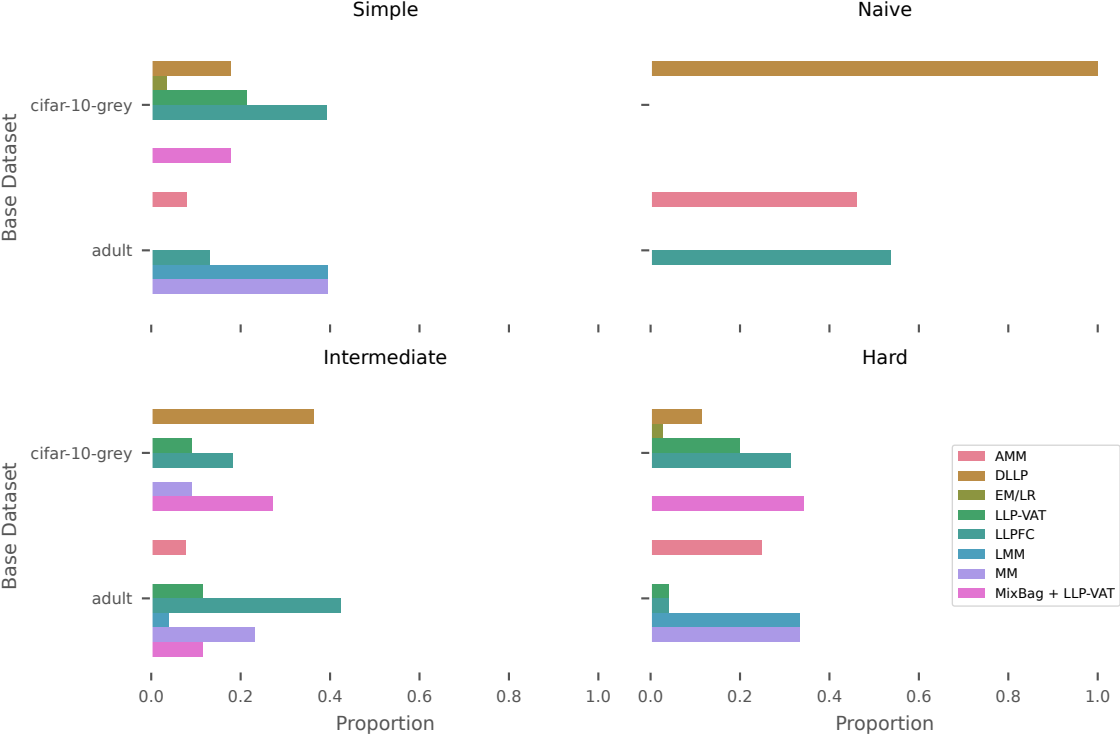 Simple
Naive
Base Dataset
cifar-10-grey
adult
Intermediate
Hard
Base Dataset
cifar-10-grey
adult
0.0 0.2 0.4 0.6 0.8 1.0
Proportion
0.0 0.2 0.4 0.6 0.8 1.0
Proportion
AMM
DLLP
EM/LR
LLP-VAT
LLPFC
LMM
MM
MixBag + LLP-VAT